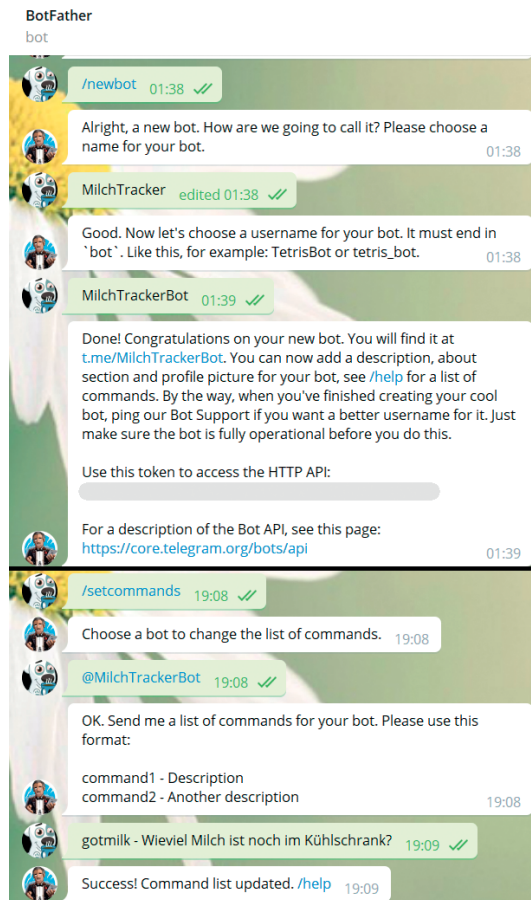 BotFather
bot
/newbot 01:38
Alright, a new bot. How are we going to call it? Please choose a
name for your bot. 01:38
MilchTracker edited 01:38
Good. Now let's choose a username for your bot. It must end in
`bot`. Like this, for example: TetrisBot or tetris_bot. 01:38
MilchTrackerBot 01:39
Done! Congratulations on your new bot. You will find it at
t.me/MilchTrackerBot. You can now add a description, about
section and profile picture for your bot, see /help for a list of
commands. By the way, when you've finished creating your cool
bot, ping our Bot Support if you want a better username for it. Just
make sure the bot is fully operational before you do this.
Use this token to access the HTTP API:
For a description of the Bot API, see this page:
https://core.telegram.org/bots/api 01:39
/setcommands 19:08
Choose a bot to change the list of commands. 19:08
@MilchTrackerBot 19:08
OK. Send me a list of commands for your bot. Please use this
format:
command1 - Description
command2 - Another description 19:08
gotmilk - Wieviel Milch ist noch im Kühlschrank? 19:09
Success! Command list updated. /help 19:09